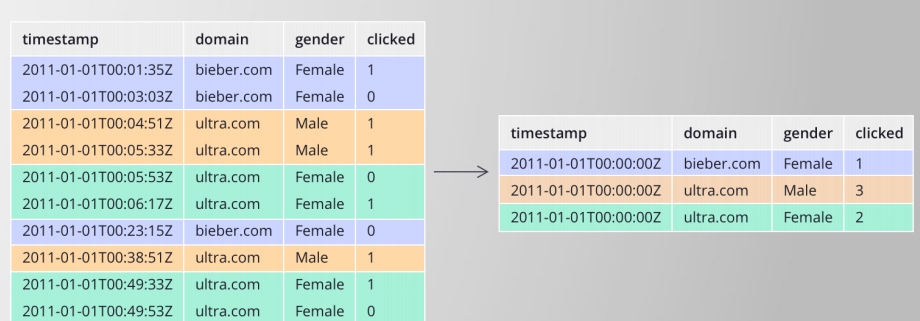 timestamp domain gender clicked
2011-01-01T00:01:35Z bieber.com Female 1
2011-01-01T00:03:03Z bieber.com Female 0
2011-01-01T00:04:51Z ultra.com Male 1
2011-01-01T00:05:33Z ultra.com Male 1
2011-01-01T00:05:53Z ultra.com Female 0
2011-01-01T00:06:17Z ultra.com Female 1
2011-01-01T00:23:15Z bieber.com Female 0
2011-01-01T00:38:51Z ultra.com Male 1
2011-01-01T00:49:33Z ultra.com Female 1
2011-01-01T00:49:53Z ultra.com Female 0
timestamp domain gender clicked
2011-01-01T00:00:00Z bieber.com Female 1
2011-01-01T00:00:00Z ultra.com Male 3
2011-01-01T00:00:00Z ultra.com Female 2